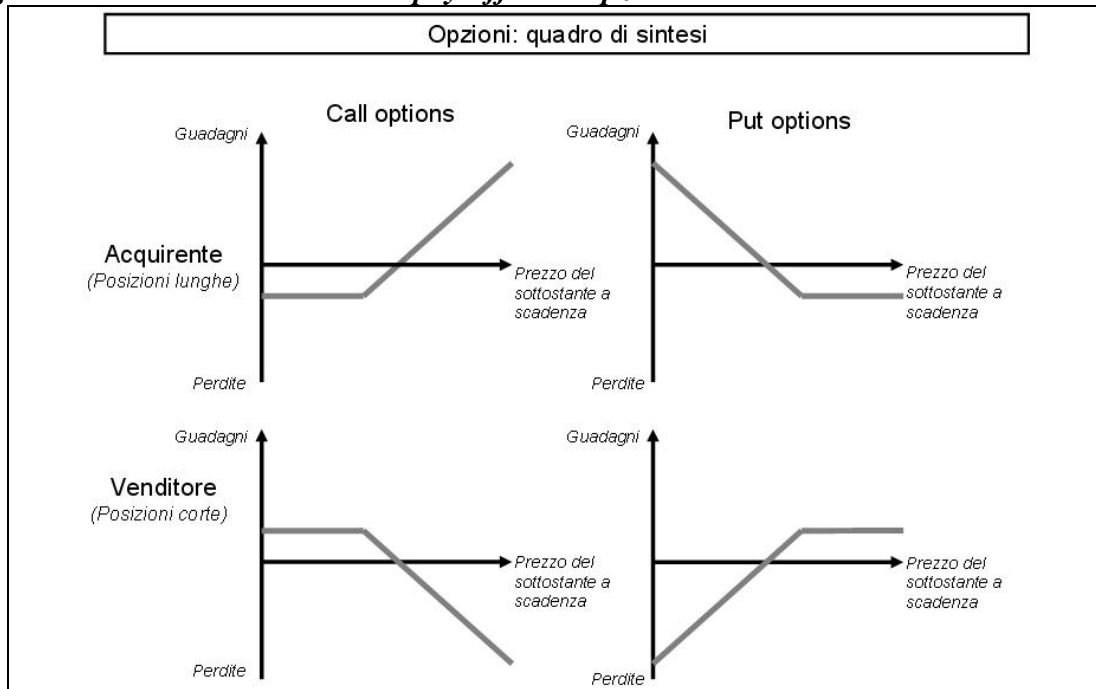 Opzioni: quadro di sintesi
Call options
Put options
Guadagni
Guadagni
Acquirente
(Posizioni lunghe)
Prezzo del
sottostante a
scadenza
Prezzo del
sottostante a
scadenza
Perdite
Perdite
Guadagni
Guadagni
Venditore
(Posizioni corte)
Prezzo del
sottostante a
scadenza
Prezzo del
sottostante a
scadenza
Perdite
Perdite